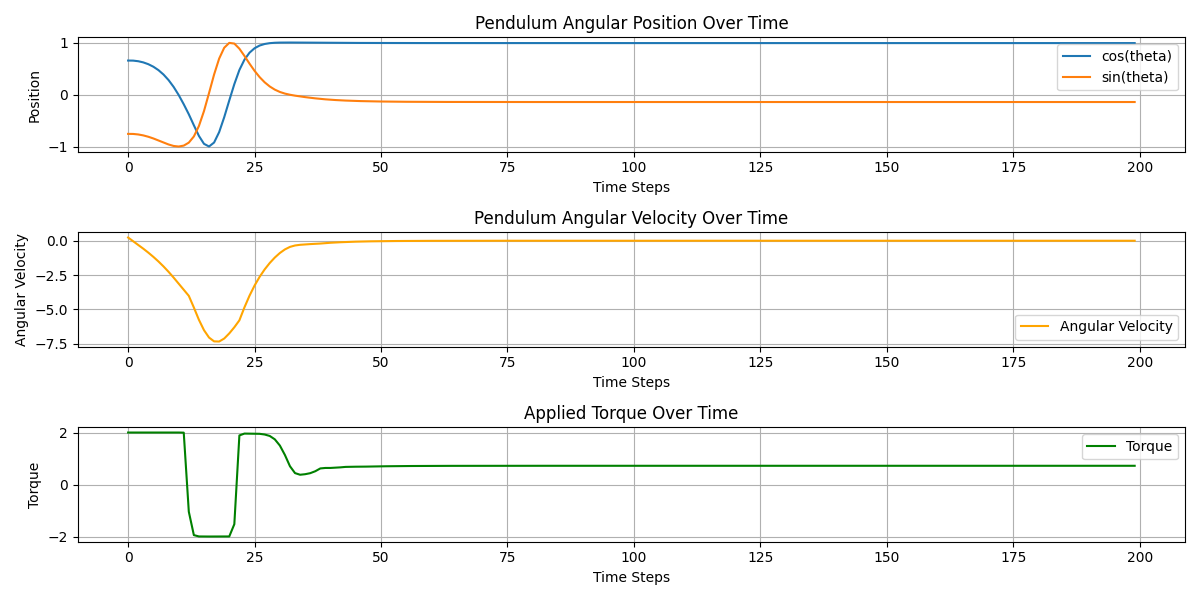 Pendulum Angular Position Over Time
Position
1
0
−1
cos(theta)
sin(theta)
0 25 50 75 100 125 150 175 200
Time Steps
Pendulum Angular Velocity Over Time
Angular Velocity
0.0
−2.5
−5.0
−7.5
Angular Velocity
0 25 50 75 100 125 150 175 200
Time Steps
Applied Torque Over Time
Torque
2
0
−2
Torque
0 25 50 75 100 125 150 175 200
Time Steps